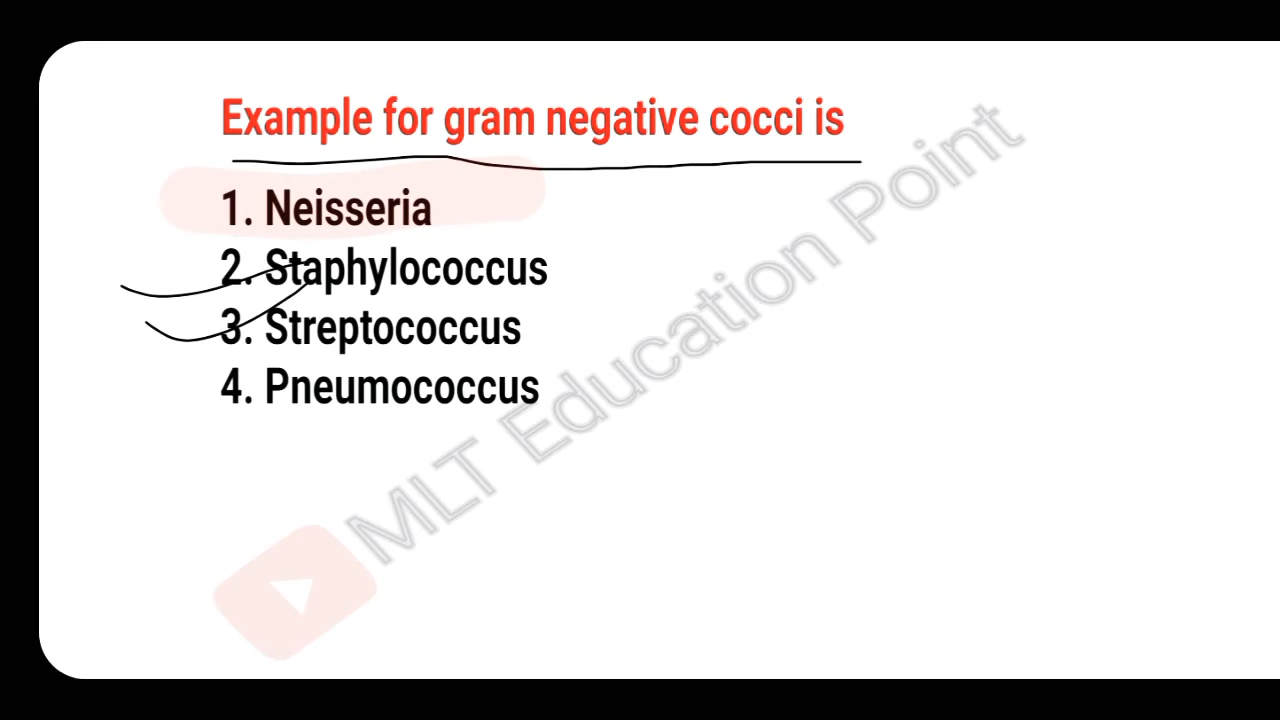 Example for gram negative cocci is
1. Neisseria
2. Staphylococcus
3. Streptococcus
4. Pneumococcus
MLT Education Point